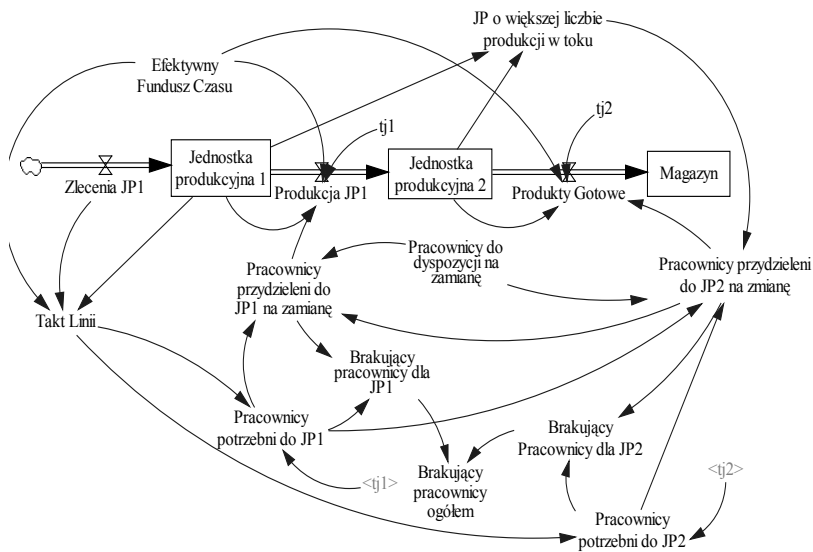 JP o większej liczbie
produkcji w toku
Efektywny
Fundusz Czasu
tj1
tj2
Jednostka
produkcyjna 1
Jednostka
produkcyjna 2
Magazyn
Zlecenia JP1
Produkcja JP1
Produkty Gotowe
Pracownicy do
dyspozycji na
zamianę
Pracownicy
przydzieleni do
JP1 na zamianę
Pracownicy przydzieleni
do JP2 na zmianę
Takt Linii
Brakujący
pracownicy dla
JP1
Pracownicy
potrzebni do JP1
Brakujący
Pracownicy dla JP2
<tj1>
Brakujący
pracownicy
ogółem
<tj2>
Pracownicy
potrzebni do JP2